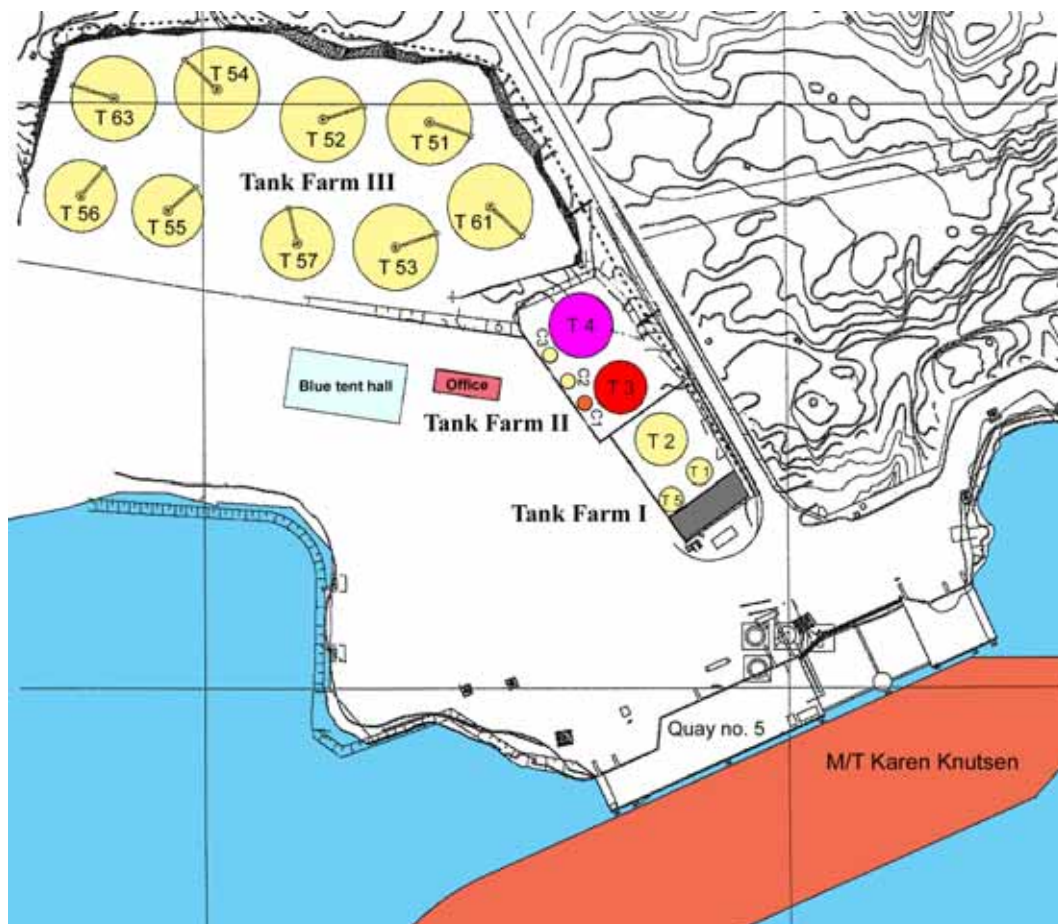 T 54
T 63
T 52
T 51
Tank Farm III
T 56
T 55
T 61
T 57
T 53
T 4
C3
C2
C1
Blue tent hall
Office
T 3
Tank Farm II
T 2
T 1
T 5
Tank Farm I
Quay no. 5
M/T Karen Knutsen